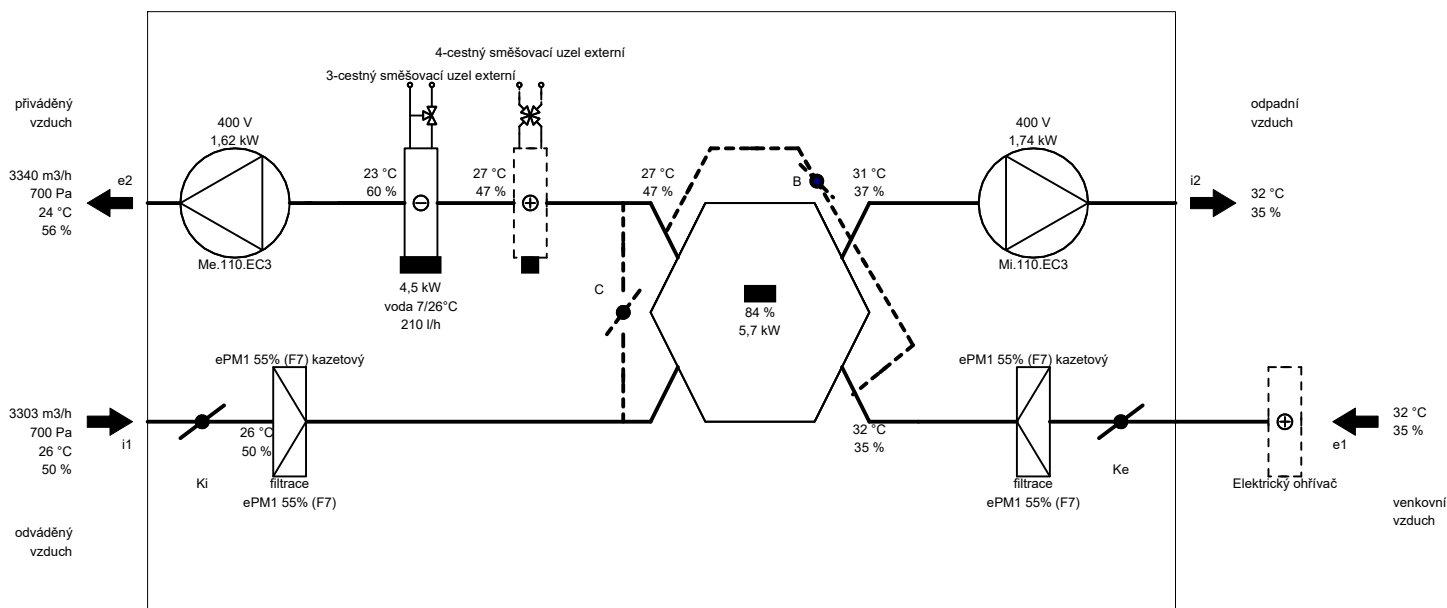 4-cestný směšovací uzel externí
3-cestný směšovací uzel externí
přiváděný
vzduch
odpadní
vzduch
400 V
1,62 kW
400 V
1,74 kW
3340 m3/h
700 Pa
24 °C
56 %
e2
23 °C
60 %
27 °C
47 %
27 °C
47 %
B
31 °C
37 %
i2
32 °C
35 %
Me.110.EC3
Mi.110.EC3
4,5 kW
voda 7/26°C
210 l/h
C
84 %
5,7 kW
ePM1 55% (F7) kazetový
ePM1 55% (F7) kazetový
3303 m3/h
700 Pa
26 °C
50 %
i1
26 °C
50 %
32 °C
35 %
32 °C
35 %
e1
Ki
filtrace
ePM1 55% (F7)
filtrace
ePM1 55% (F7)
Ke
Elektrický ohřívač
odváděný
vzduch
venkovní
vzduch